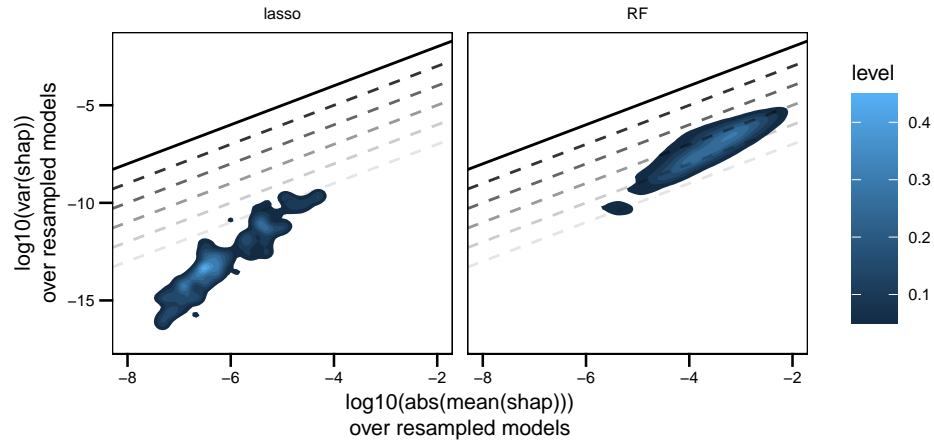 lasso
RF
log10(var(shap))
over resampled models
−5
−10
−15
−8
−6
−4
−2
−8
−6
−4
−2
log10(abs(mean(shap)))
over resampled models
level
0.4
0.3
0.2
0.1